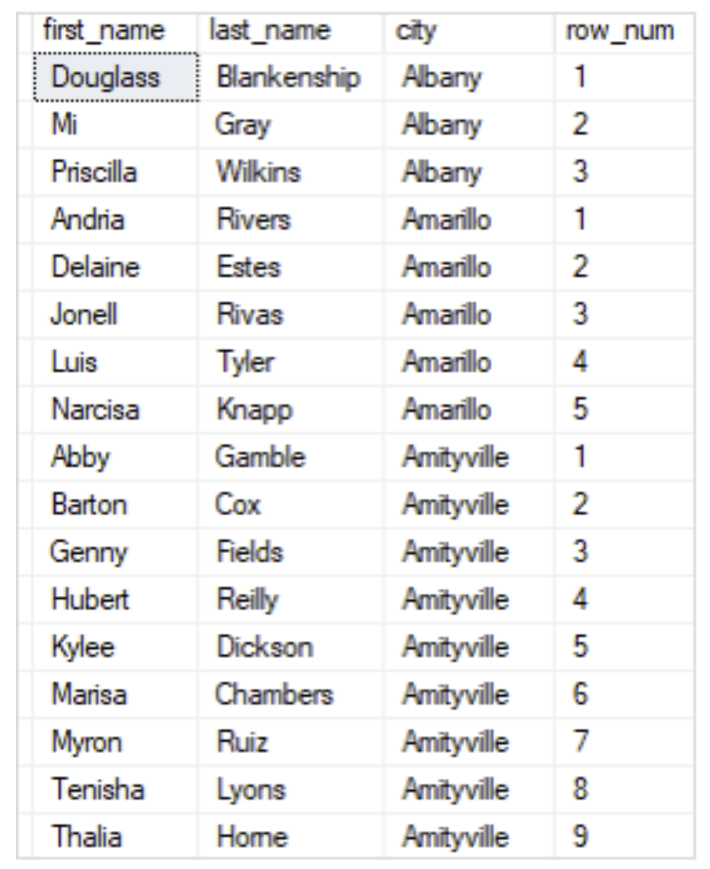 first_name last_name city row_num
Douglass Blankenship Albany 1
Mi Gray Albany 2
Priscilla Wilkins Albany 3
Andria Rivers Amarillo 1
Delaine Estes Amarillo 2
Jonell Rivas Amarillo 3
Luis Tyler Amarillo 4
Narcisa Knapp Amarillo 5
Abby Gamble Amityville 1
Barton Cox Amityville 2
Genny Fields Amityville 3
Hubert Reilly Amityville 4
Kylee Dickson Amityville 5
Marisa Chambers Amityville 6
Myron Ruiz Amityville 7
Tenisha Lyons Amityville 8
Thalia Horne Amityville 9